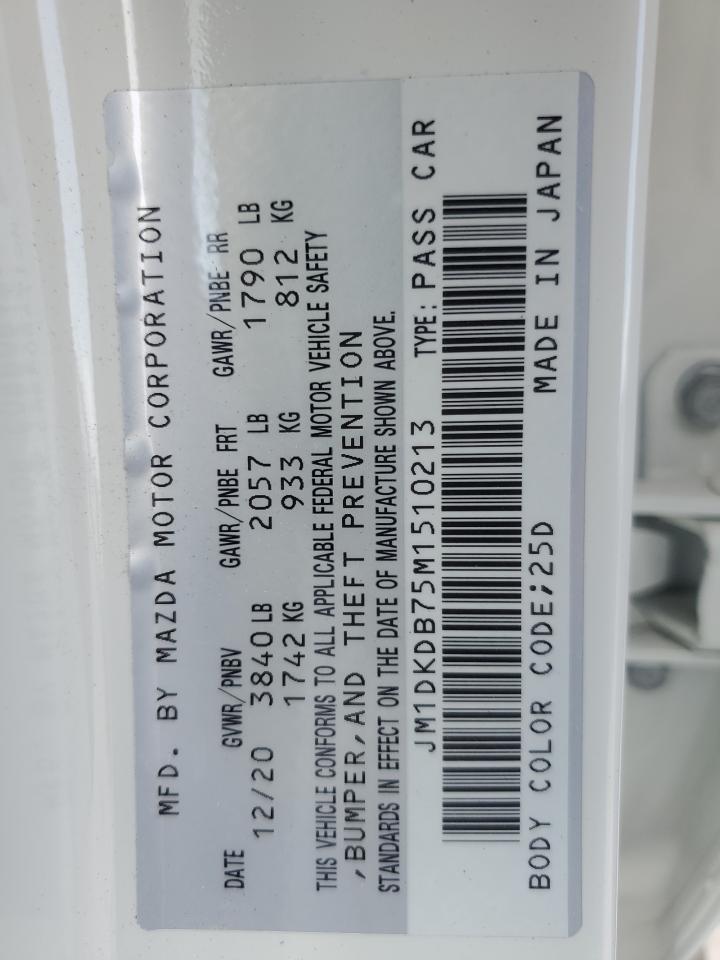 MFD. BY MAZDA MOTOR CORPORATION
DATE GVWR/PNBV GAWR/PNBE FRT GAWR/PNBE RR
12/20 3840 LB 2057 LB 1790 LB
1742 KG 933 KG 812 KG
THIS VEHICLE CONFORMS TO ALL APPLICABLE FEDERAL MOTOR VEHICLE SAFETY
,BUMPER,AND THEFT PREVENTION
STANDARDS IN EFFECT ON THE DATE OF MANUFACTURE SHOWN ABOVE.
JM1DKDB75M1510213 TYPE: PASS CAR
BODY COLOR CODE;25D MADE IN JAPAN